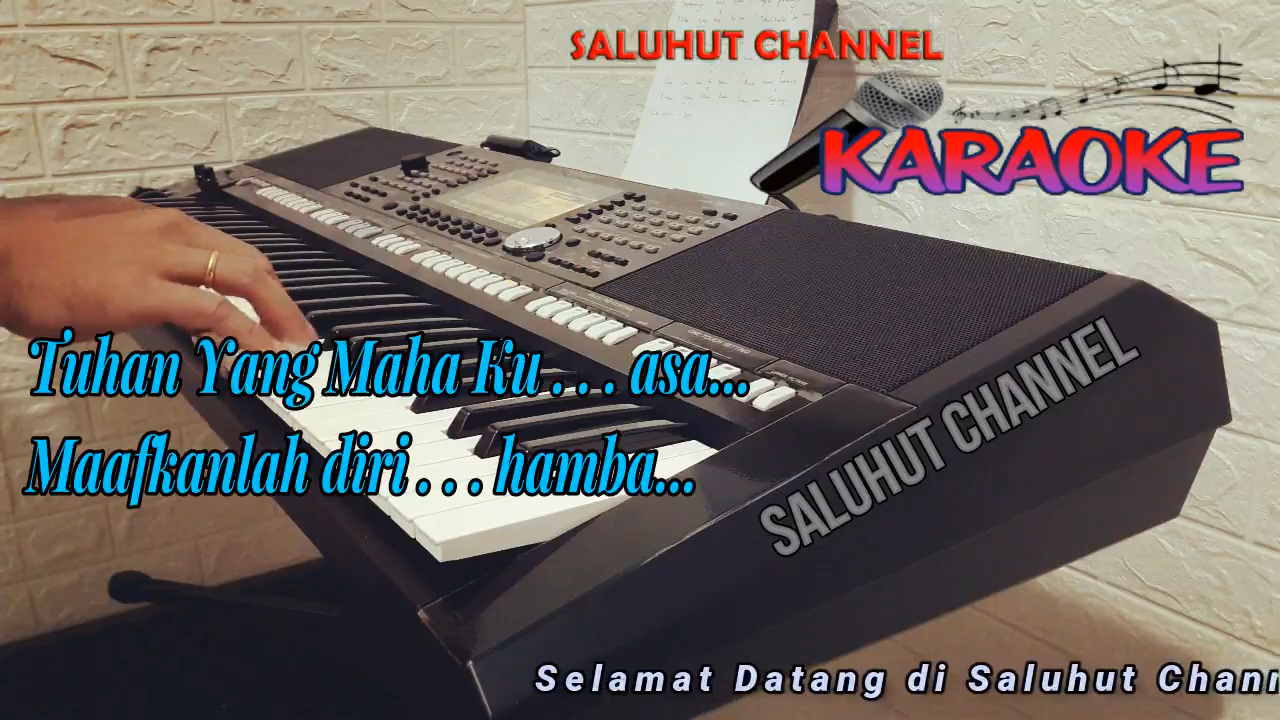 SALUHUT CHANNEL
KARAOKE
Tuhan Yang Maha Ku . . . asa...
Maafkanlah diri . . . hamba...
SALUHUT CHANNEL
Selamat Datang di Saluhut Chann